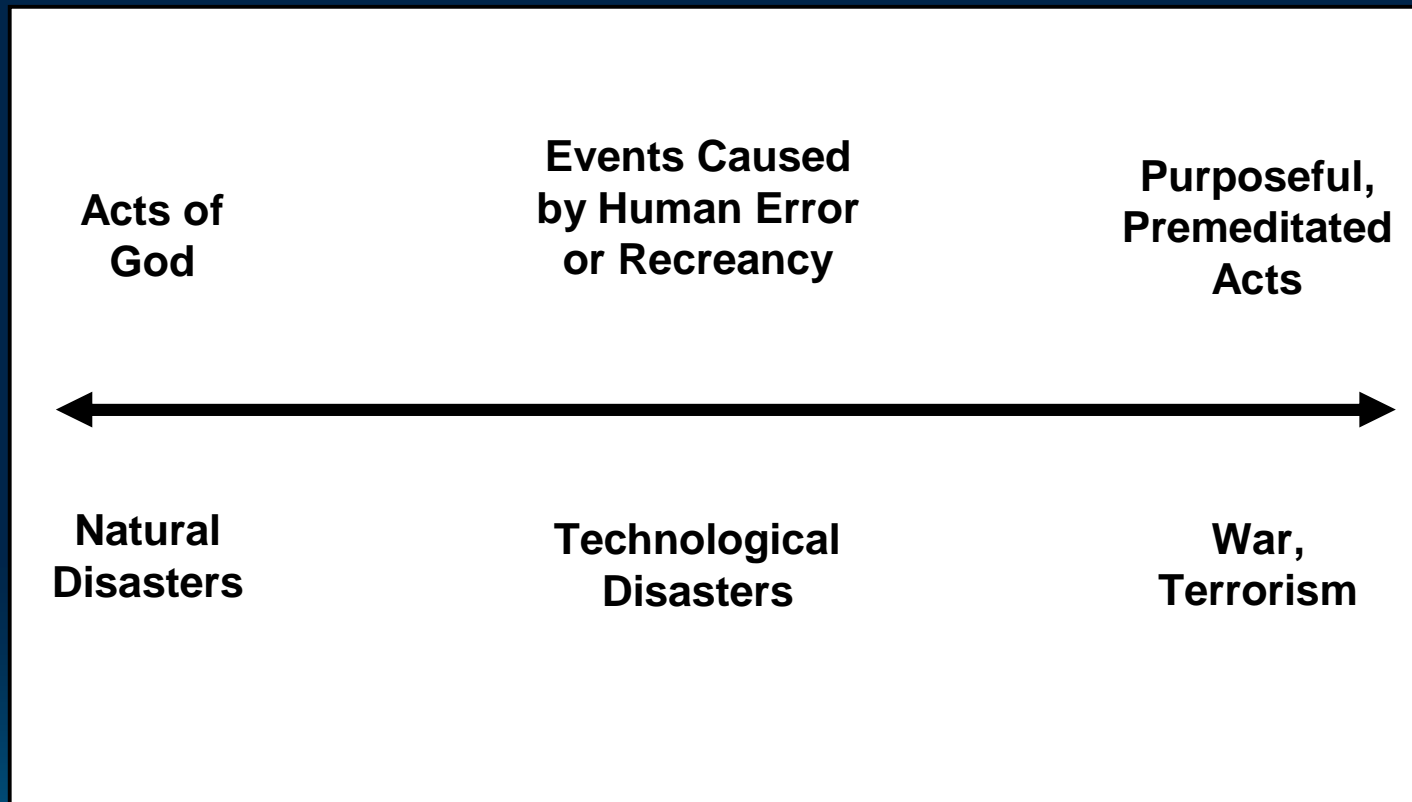 Acts of
God
Events Caused
by Human Error
or Recreancy
Purposeful,
Premeditated
Acts
Natural
Disasters
Technological
Disasters
War,
Terrorism